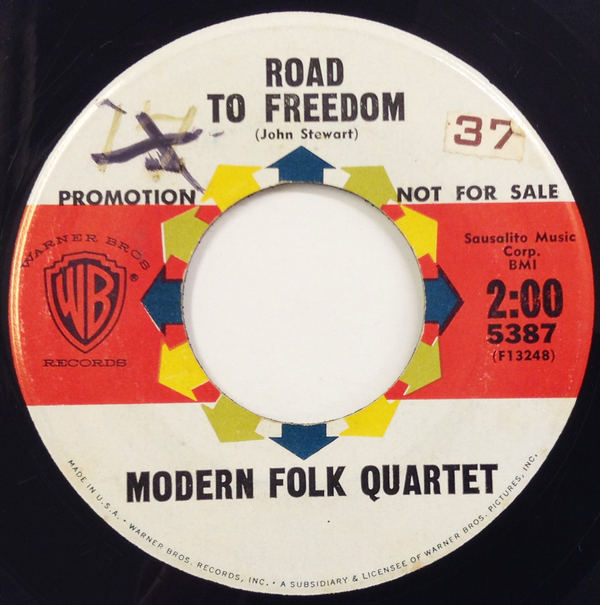 ROAD
TO FREEDOM
(John Stewart)
37
PROMOTION
NOT FOR SALE
WARNER BROS
WB
®
RECORDS
Sausalito Music
Corp.
BMI
2:00
5387
(F13248)
MODERN FOLK QUARTET
MADE IN U.S.A. • WARNER BROS. RECORDS, INC. • A SUBSIDIARY & LICENSEE OF WARNER BROS. PICTURES, INC.